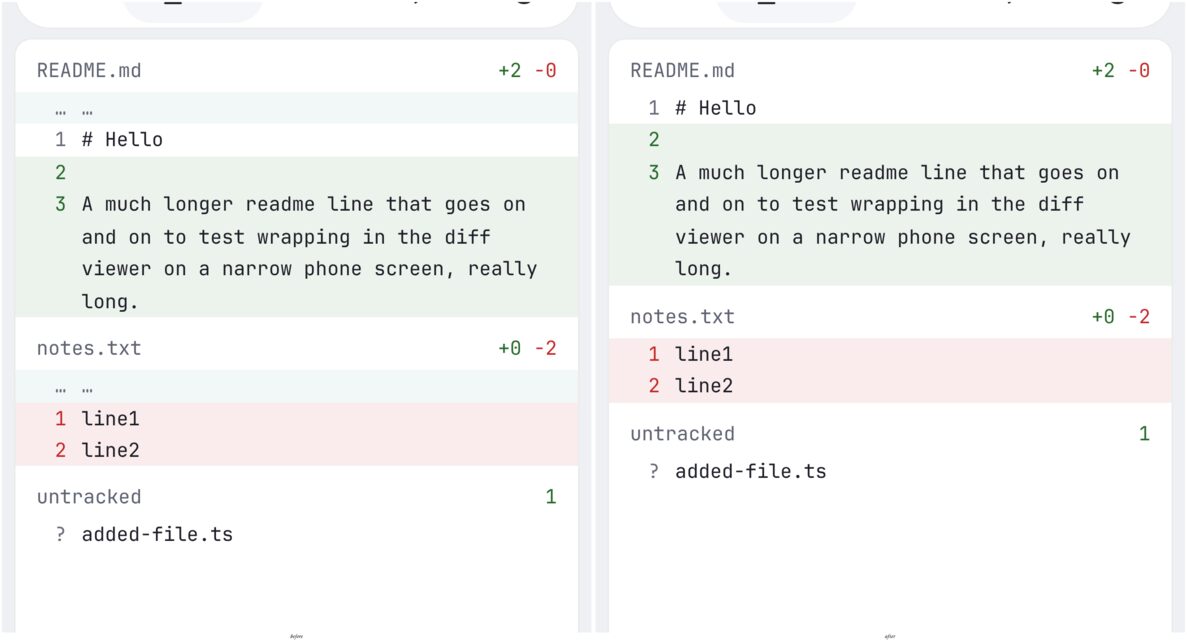 README.md +2 -0
… …
1 # Hello
2
3 A much longer readme line that goes on
and on to test wrapping in the diff
viewer on a narrow phone screen, really
long.
notes.txt +0 -2
… …
1 line1
2 line2
untracked 1
? added-file.ts
before
README.md +2 -0
1 # Hello
2
3 A much longer readme line that goes on
and on to test wrapping in the diff
viewer on a narrow phone screen, really
long.
notes.txt +0 -2
1 line1
2 line2
untracked 1
? added-file.ts
after